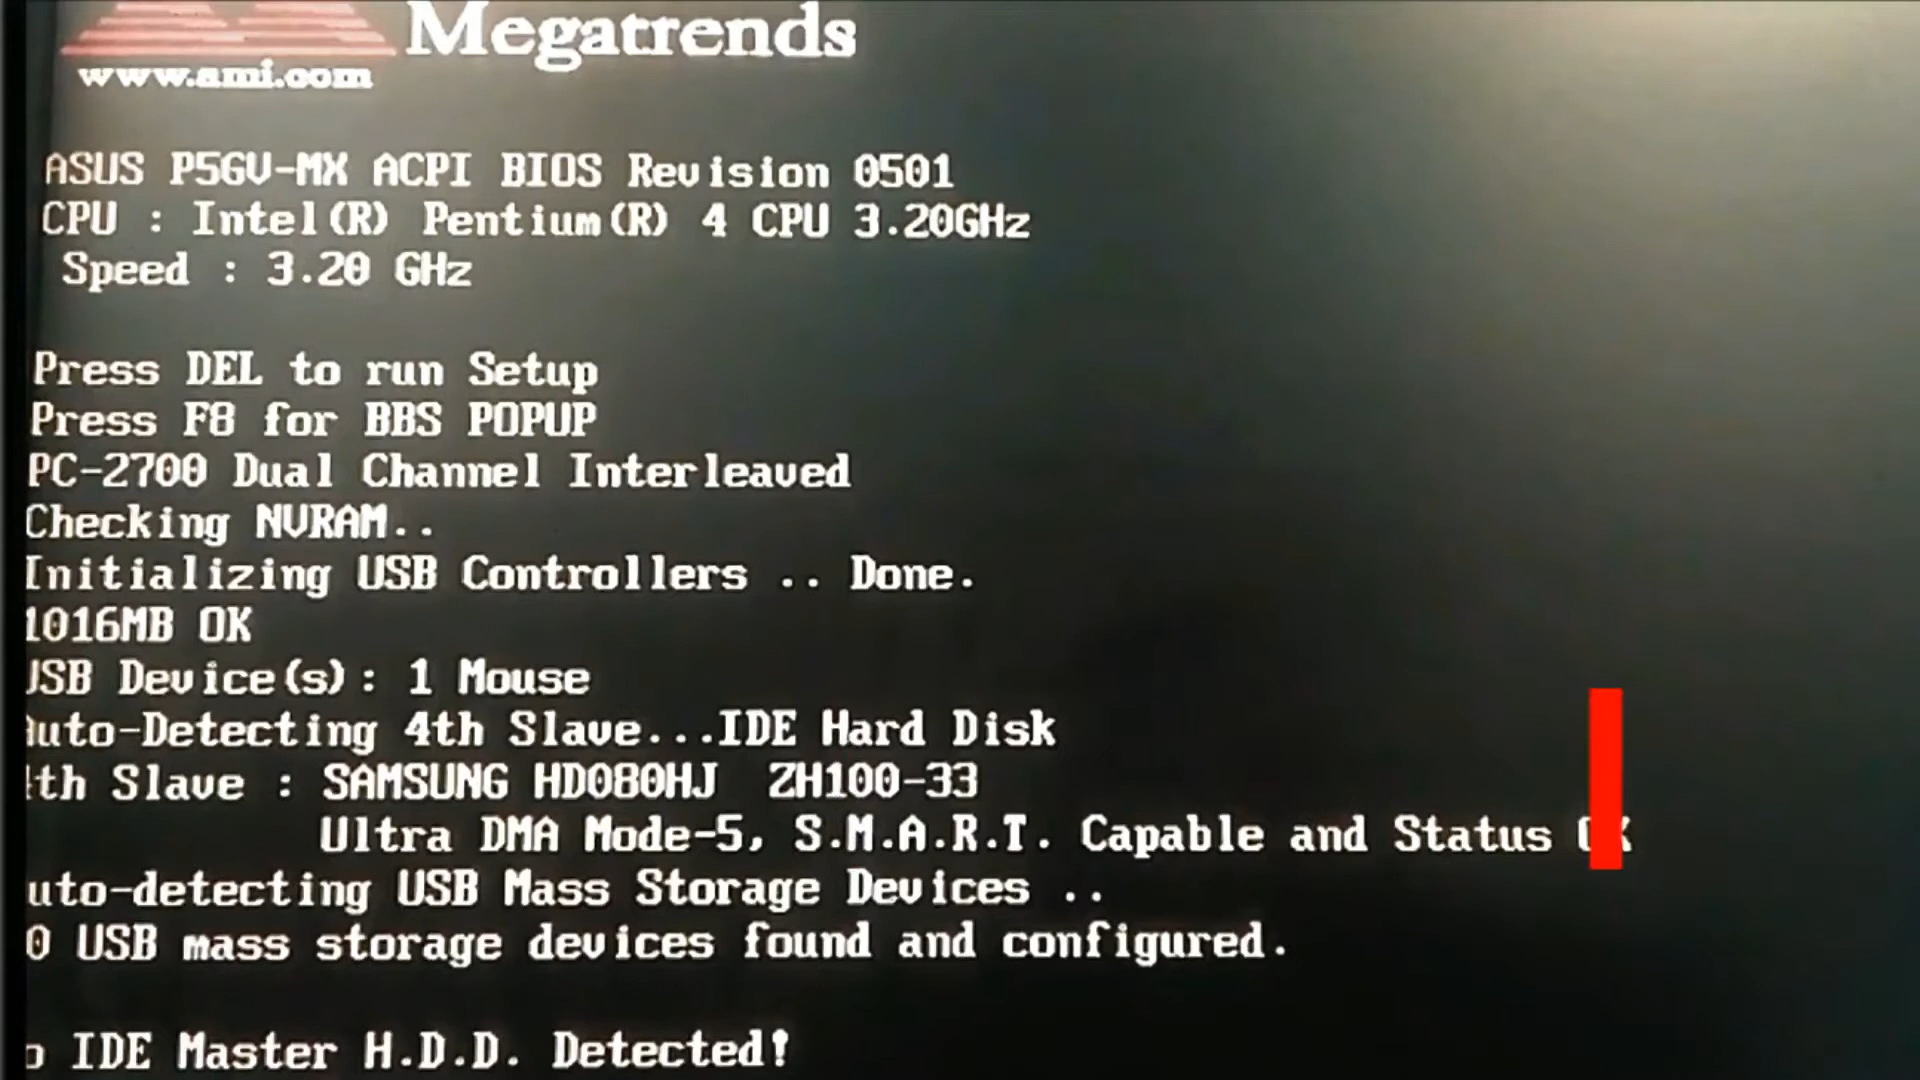 Megatrends
www.ami.com
ASUS P5GV-MX ACPI BIOS Revision 0501
CPU : Intel(R) Pentium(R) 4 CPU 3.20GHz
Speed : 3.20 GHz
Press DEL to run Setup
Press F8 for BBS POPUP
PC-2700 Dual Channel Interleaved
Checking NVRAM..
Initializing USB Controllers .. Done.
1016MB OK
USB Device(s): 1 Mouse
Auto-Detecting 4th Slave...IDE Hard Disk
4th Slave : SAMSUNG HD080HJ ZH100-33
Ultra DMA Mode-5, S.M.A.R.T. Capable and Status OK
uto-detecting USB Mass Storage Devices ..
0 USB mass storage devices found and configured.
o IDE Master H.D.D. Detected!